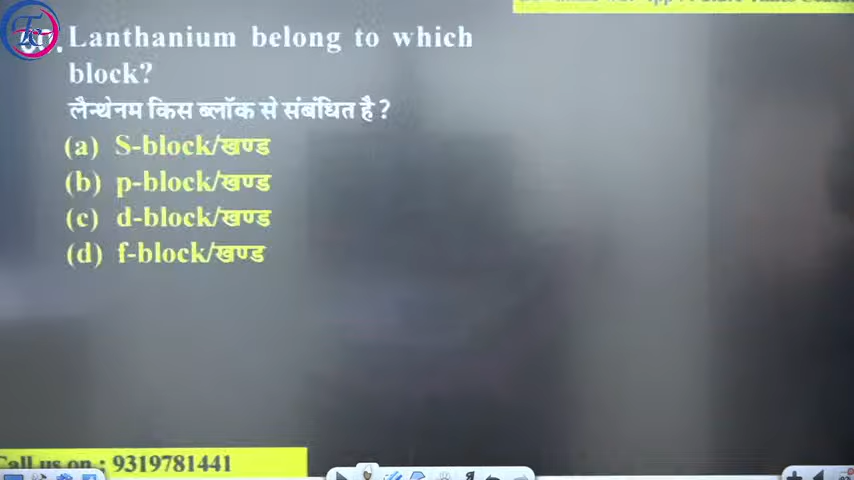 Lanthanium belong to which
block?
लैन्थेनम किस ब्लॉक से संबंधित है ?
(a) S-block/खण्ड
(b) p-block/खण्ड
(c) d-block/खण्ड
(d) f-block/खण्ड
Call us on : 9319781441